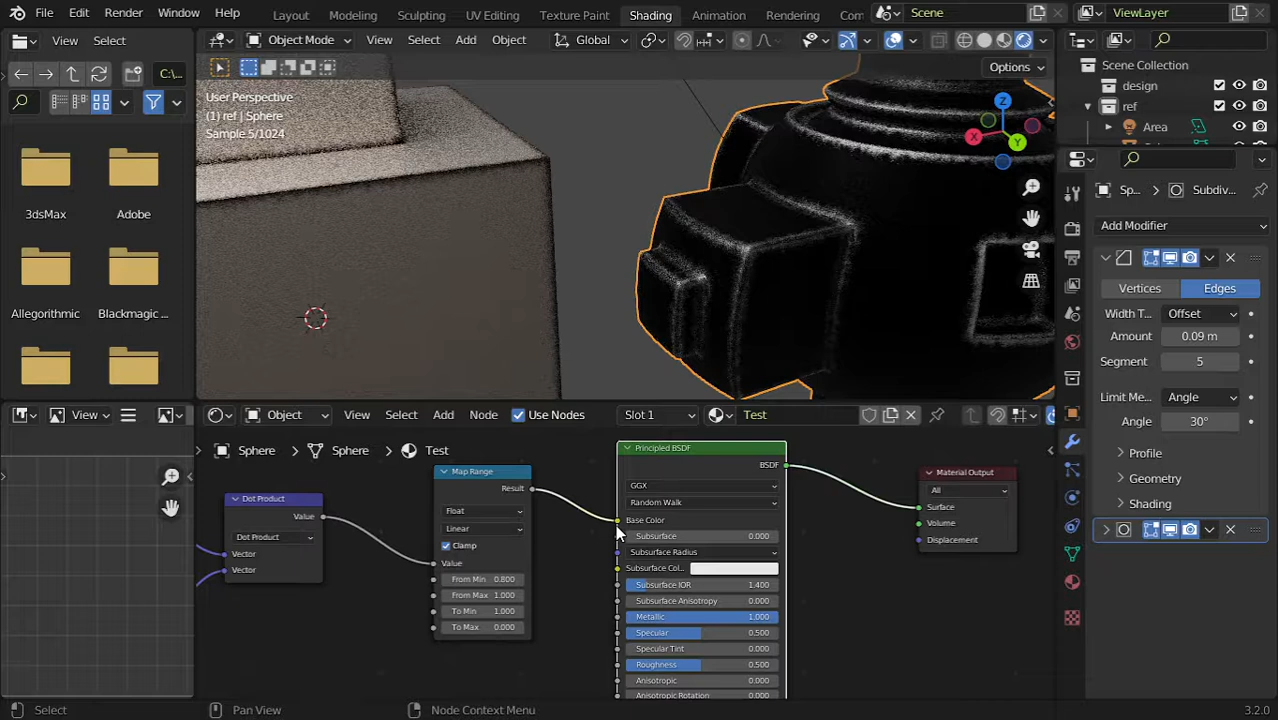 File Edit Render Window Help Layout Modeling Sculpting UV Editing Texture Paint Shading Animation Rendering Com Scene ViewLayer
View Select Object Mode View Select Add Object Global
C:\... Options
User Perspective
(1) ref | Sphere
Sample 5/1024
Z
X
Y
Scene Collection
design
ref
Area
3dsMax Adobe
Allegorithmic Blackmagic ...
Sp... Subdiv...
Add Modifier
Vertices Edges
Width T... Offset
Amount 0.09 m
Segment 5
Limit Me... Angle
Angle 30°
Profile
Geometry
Shading
View Object View Select Add Node Use Nodes Slot 1 Test
Sphere Sphere Test
Dot Product
Value
Dot Product
Vector
Vector
Map Range
Result
Float
Linear
Clamp
Value
From Min 0.800
From Max 1.000
To Min 1.000
To Max 0.000
Principled BSDF
BSDF
GGX
Random Walk
Base Color
Subsurface 0.000
Subsurface Radius
Subsurface Col...
Subsurface IOR 1.400
Subsurface Anisotropy 0.000
Metallic 1.000
Specular 0.500
Specular Tint 0.000
Roughness 0.500
Anisotropic 0.000
Anisotropic Rotation 0.000
Material Output
All
Surface
Volume
Displacement
Select Pan View Node Context Menu 3.2.0